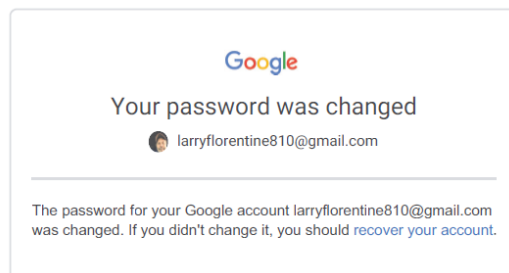 Google
Your password was changed
larryflorentine810@gmail.com
The password for your Google account larryflorentine810@gmail.com
was changed. If you didn't change it, you should recover your account.